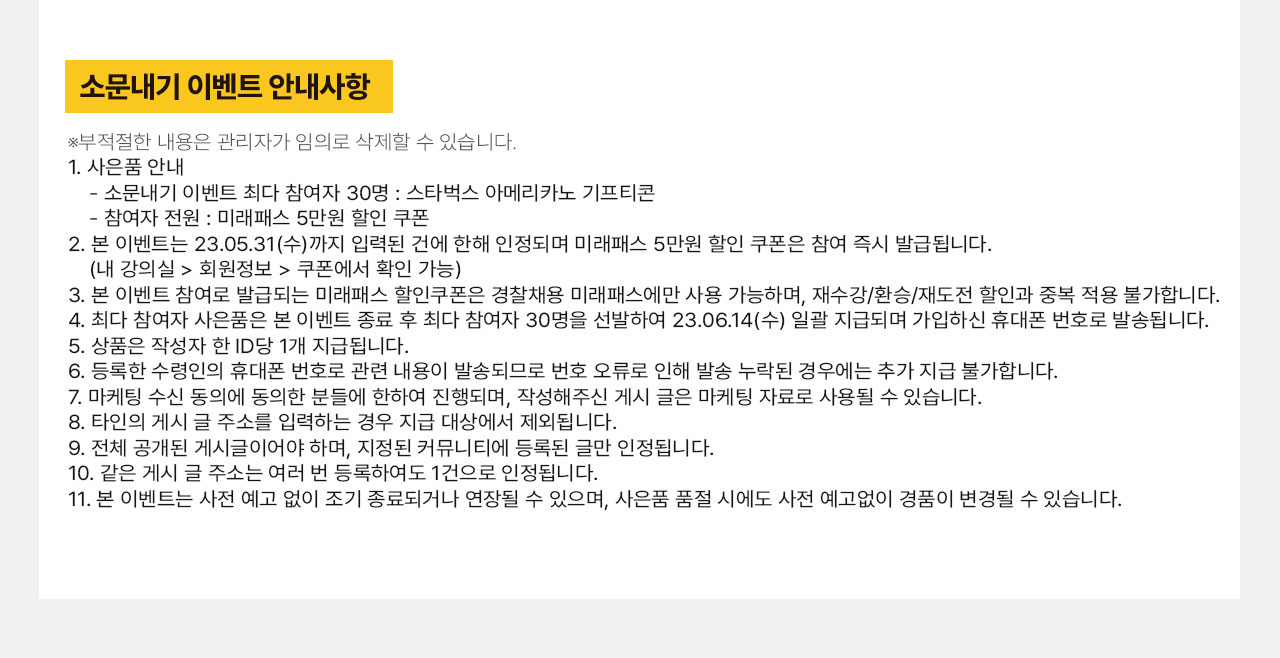 소문내기 이벤트 안내사항
※부적절한 내용은 관리자가 임의로 삭제할 수 있습니다.
1. 사은품 안내
- 소문내기 이벤트 최다 참여자 30명 : 스타벅스 아메리카노 기프티콘
- 참여자 전원 : 미래패스 5만원 할인 쿠폰
2. 본 이벤트는 23.05.31(수)까지 입력된 건에 한해 인정되며 미래패스 5만원 할인 쿠폰은 참여 즉시 발급됩니다.
(내 강의실 > 회원정보 > 쿠폰에서 확인 가능)
3. 본 이벤트 참여로 발급되는 미래패스 할인쿠폰은 경찰채용 미래패스에만 사용 가능하며, 재수강/환승/재도전 할인과 중복 적용 불가합니다.
4. 최다 참여자 사은품은 본 이벤트 종료 후 최다 참여자 30명을 선발하여 23.06.14(수) 일괄 지급되며 가입하신 휴대폰 번호로 발송됩니다.
5. 상품은 작성자 한 ID당 1개 지급됩니다.
6. 등록한 수령인의 휴대폰 번호로 관련 내용이 발송되므로 번호 오류로 인해 발송 누락된 경우에는 추가 지급 불가합니다.
7. 마케팅 수신 동의에 동의한 분들에 한하여 진행되며, 작성해주신 게시 글은 마케팅 자료로 사용될 수 있습니다.
8. 타인의 게시 글 주소를 입력하는 경우 지급 대상에서 제외됩니다.
9. 전체 공개된 게시글이어야 하며, 지정된 커뮤니티에 등록된 글만 인정됩니다.
10. 같은 게시 글 주소는 여러 번 등록하여도 1건으로 인정됩니다.
11. 본 이벤트는 사전 예고 없이 조기 종료되거나 연장될 수 있으며, 사은품 품절 시에도 사전 예고없이 경품이 변경될 수 있습니다.